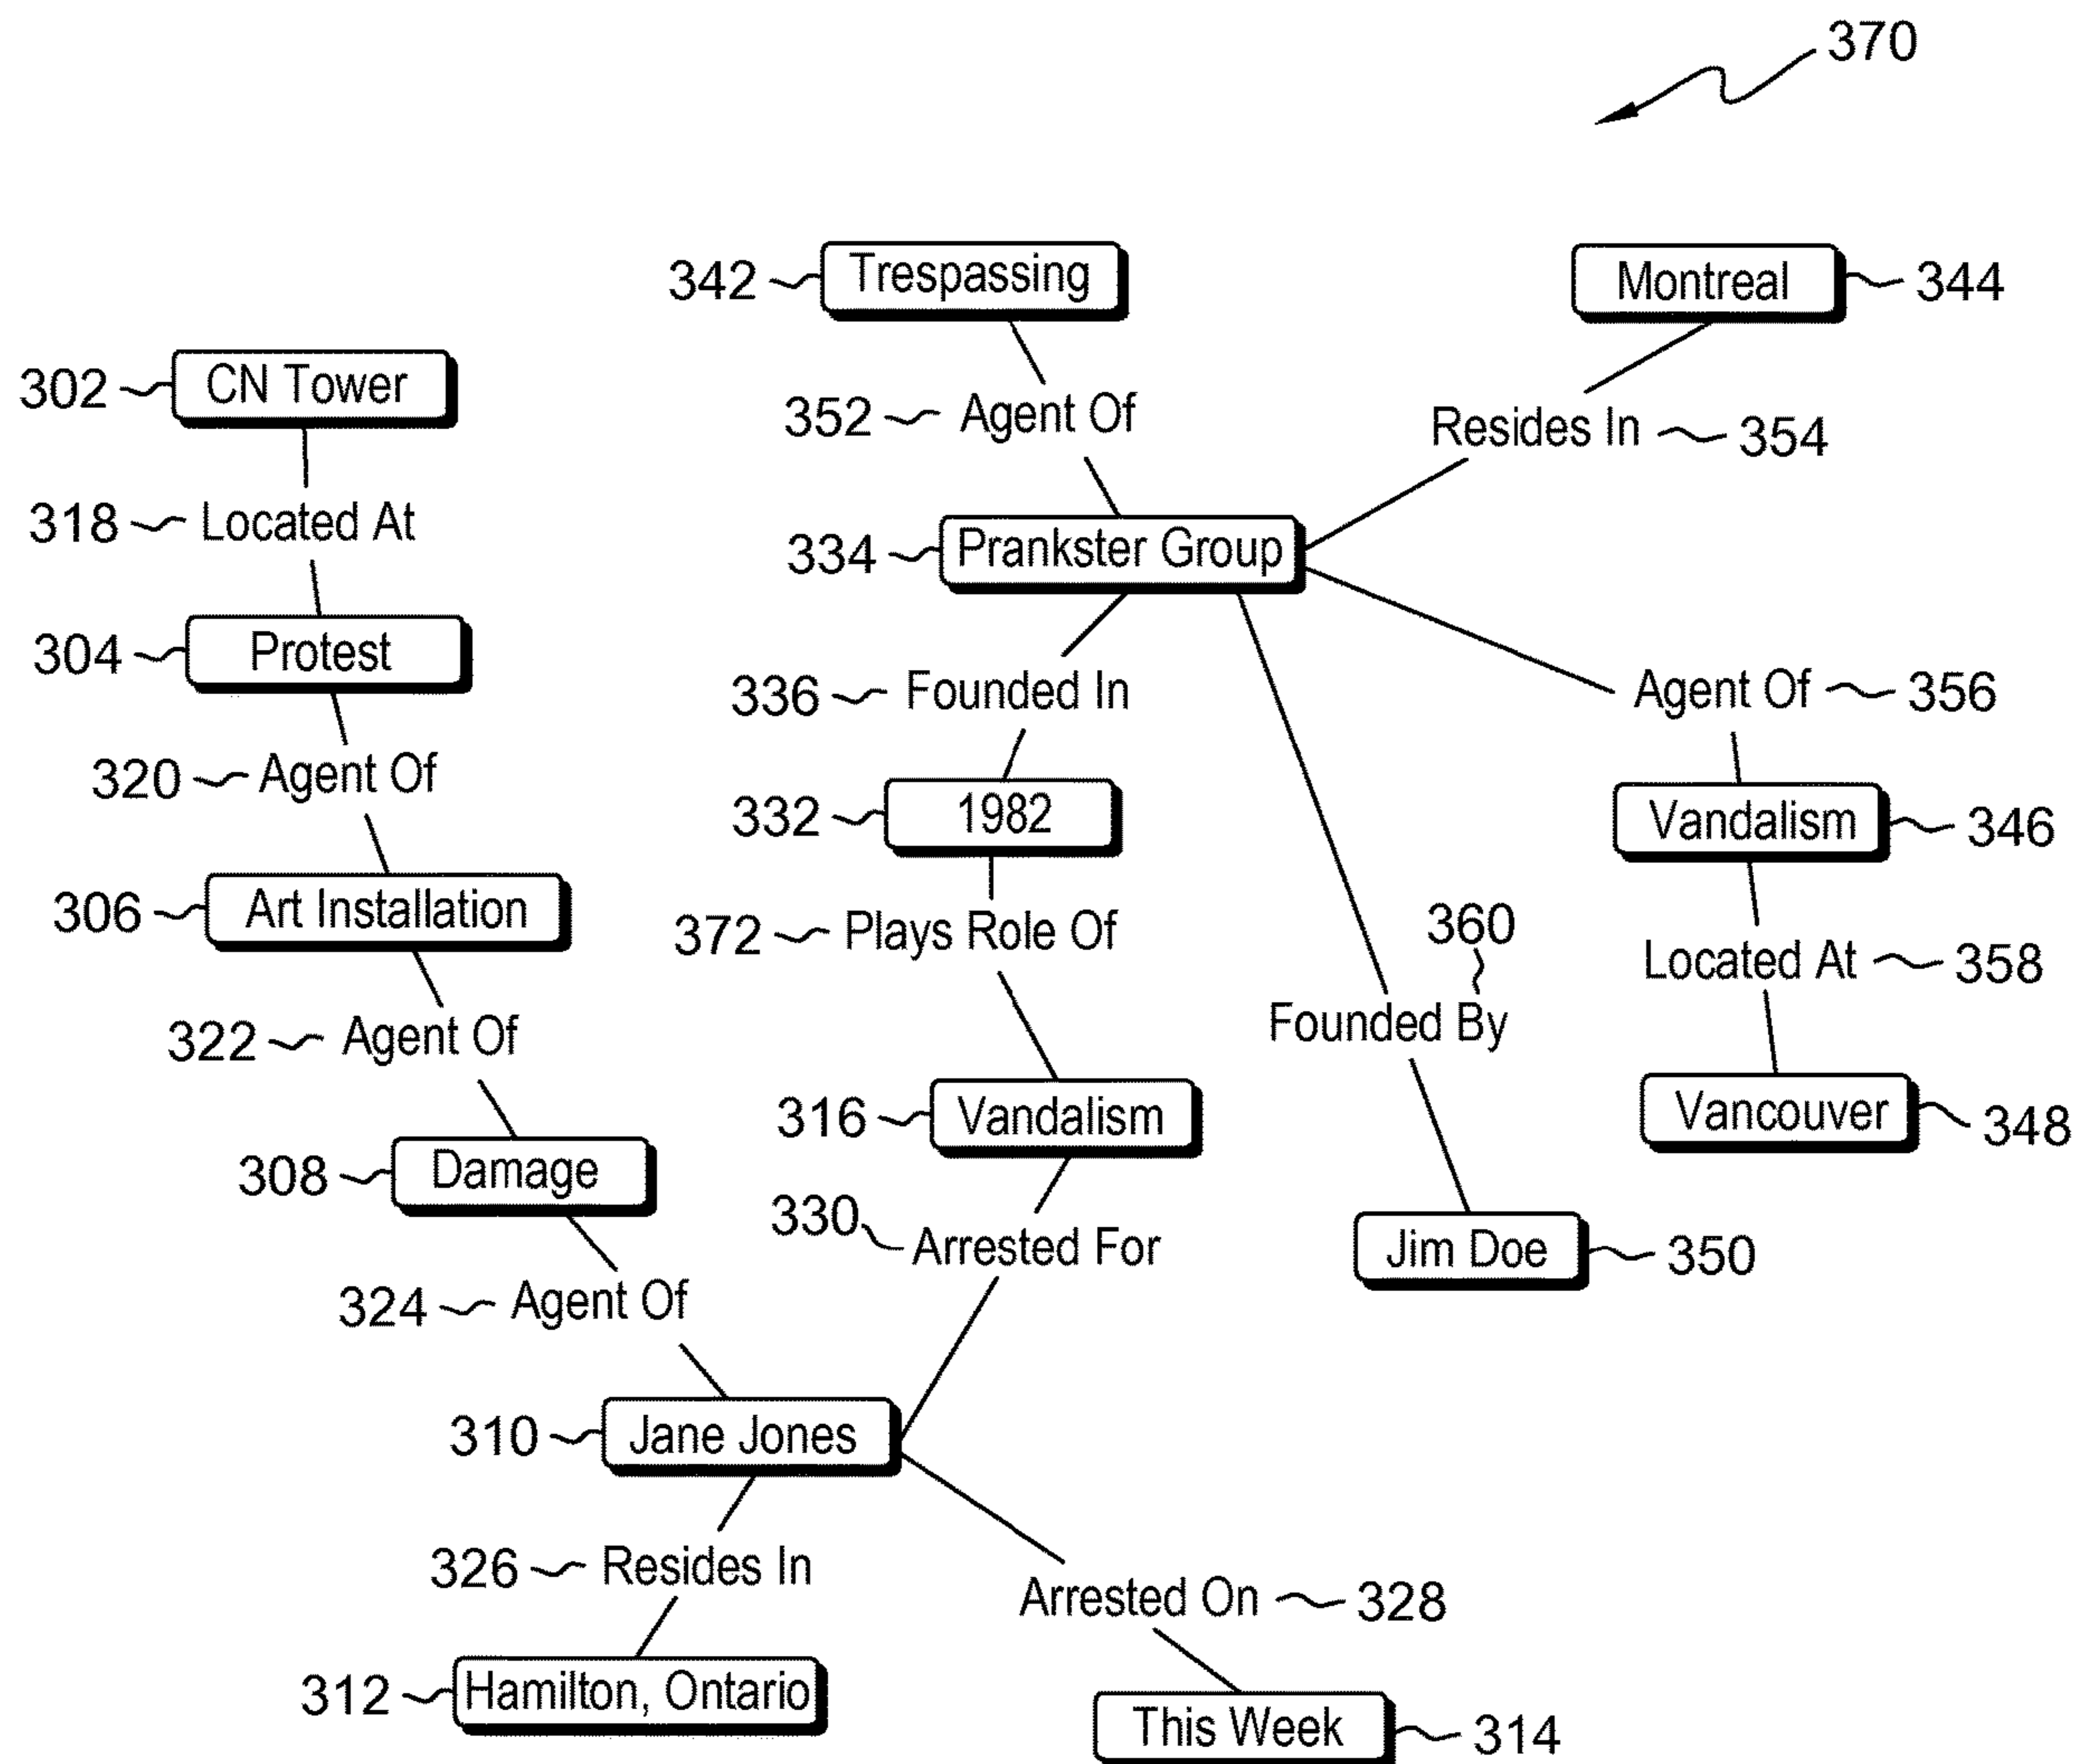 370
342 Trespassing
Montreal 344
302 CN Tower
352 Agent Of
Resides In 354
318 Located At
334 Prankster Group
304 Protest
336 Founded In
Agent Of 356
320 Agent Of
332 1982
Vandalism 346
306 Art Installation
372 Plays Role Of
360
Located At 358
Founded By
322 Agent Of
316 Vandalism
Vancouver 348
308 Damage
330 Arrested For
Jim Doe 350
324 Agent Of
310 Jane Jones
326 Resides In
Arrested On 328
312 Hamilton, Ontario
This Week 314